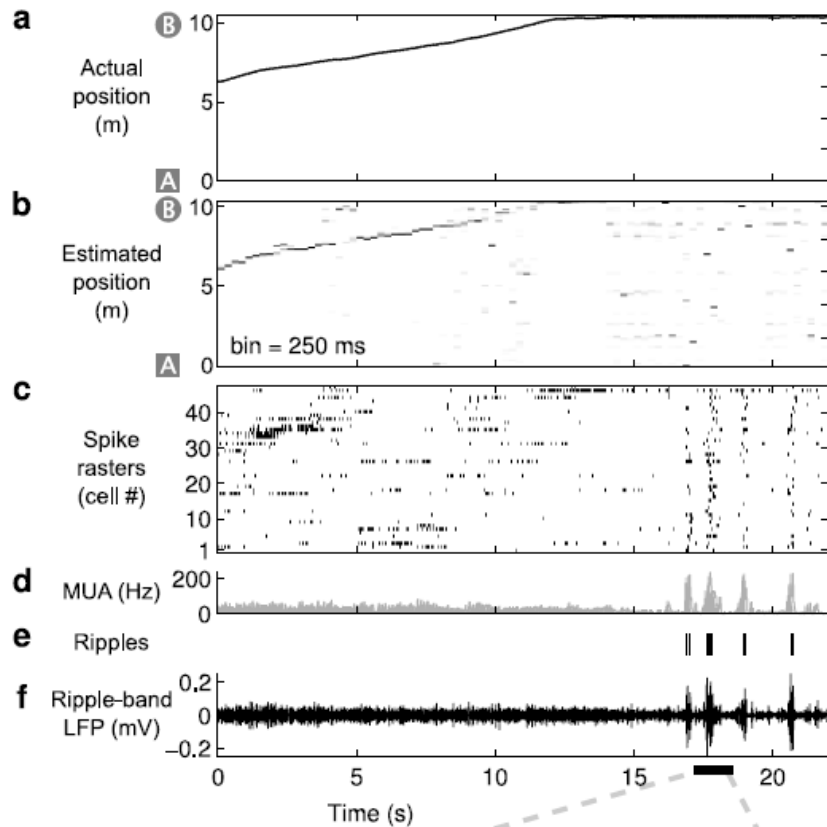 a
B
10
Actual
position
(m)
5
A
0
b
B
10
Estimated
position
(m)
5
bin = 250 ms
A
0
c
Spike
rasters
(cell #)
40
30
20
10
1
d
MUA (Hz)
200
0
e
Ripples
f
Ripple-band
LFP (mV)
0.2
0
−0.2
0 5 10 15 20
Time (s)